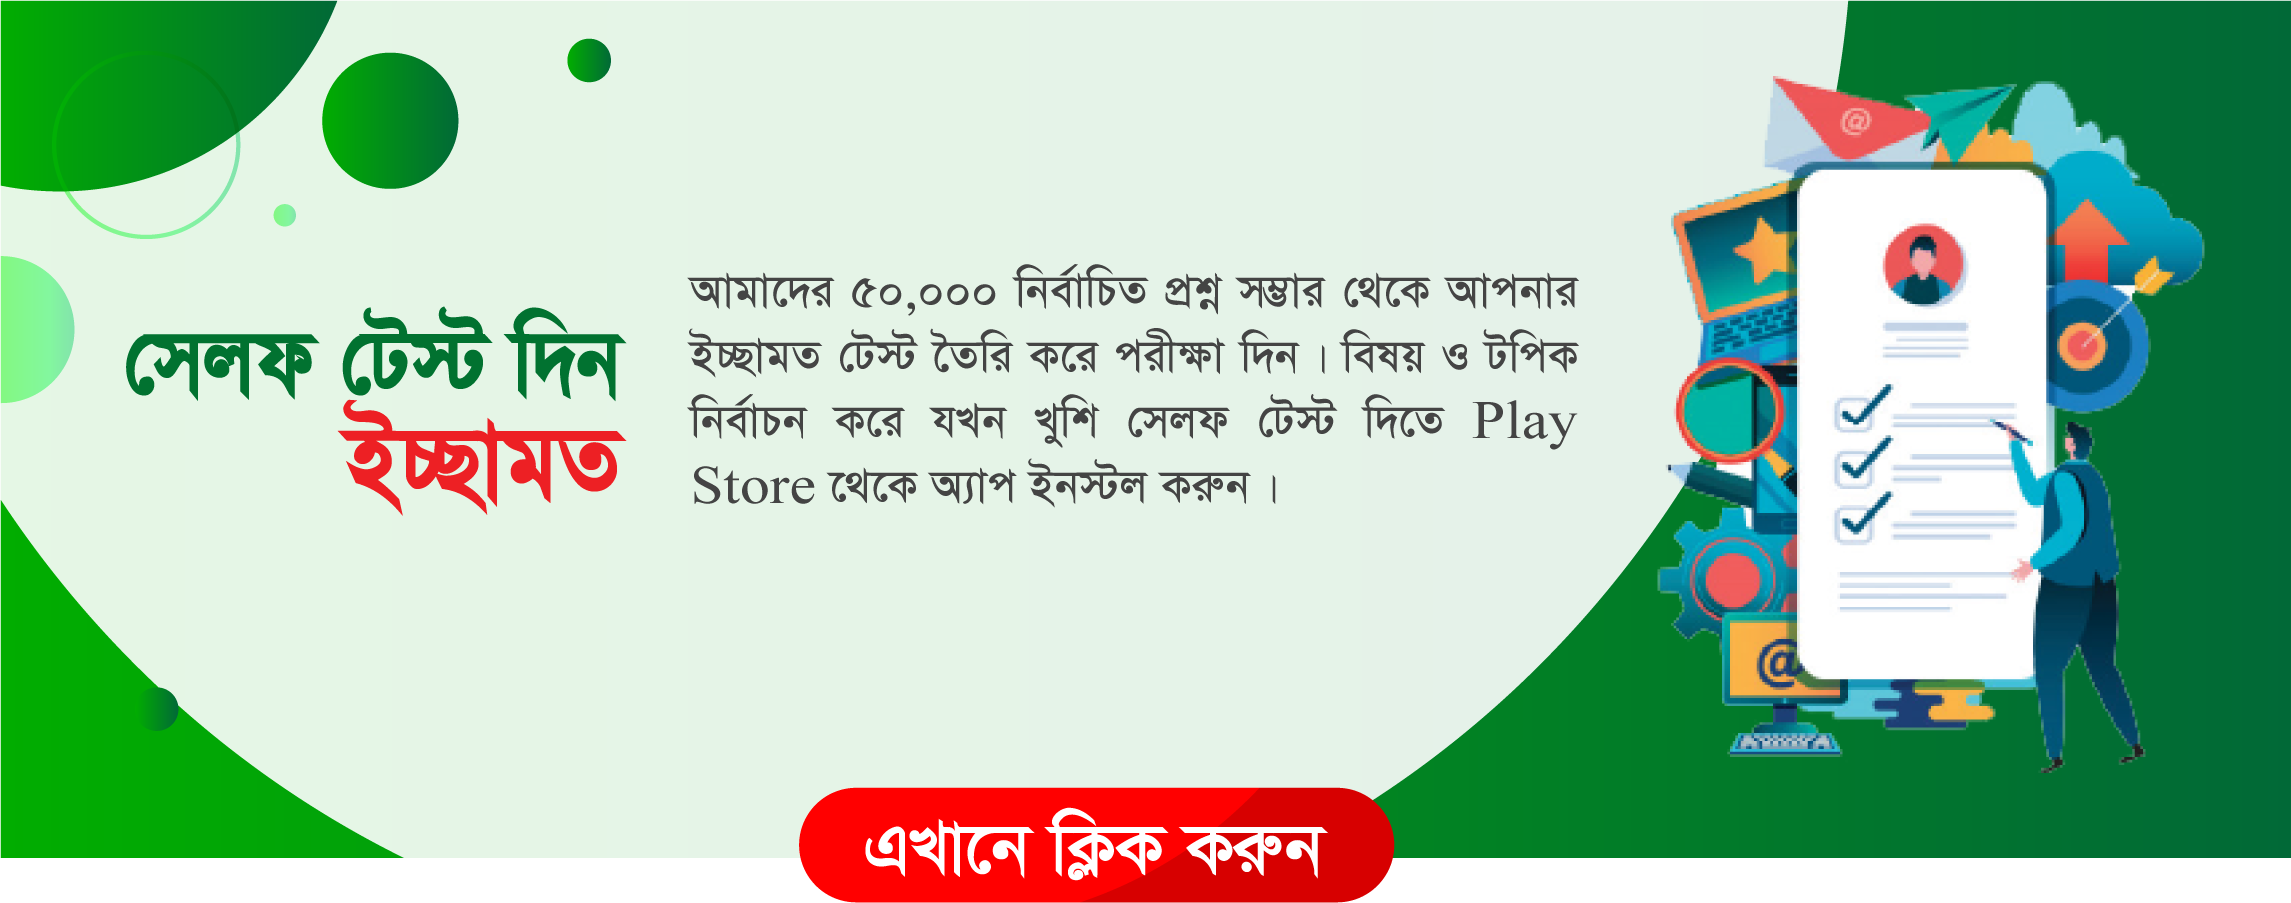 সেলফ টেস্ট দিন
ইচ্ছামত
আমাদের ৫০,০০০ নির্বাচিত প্রশ্ন সম্ভার থেকে আপনার
ইচ্ছামত টেস্ট তৈরি করে পরীক্ষা দিন । বিষয় ও টপিক
নির্বাচন করে যখন খুশি সেলফ টেস্ট দিতে Play
Store থেকে অ্যাপ ইনস্টল করুন ।
@
@
এখানে ক্লিক করুন